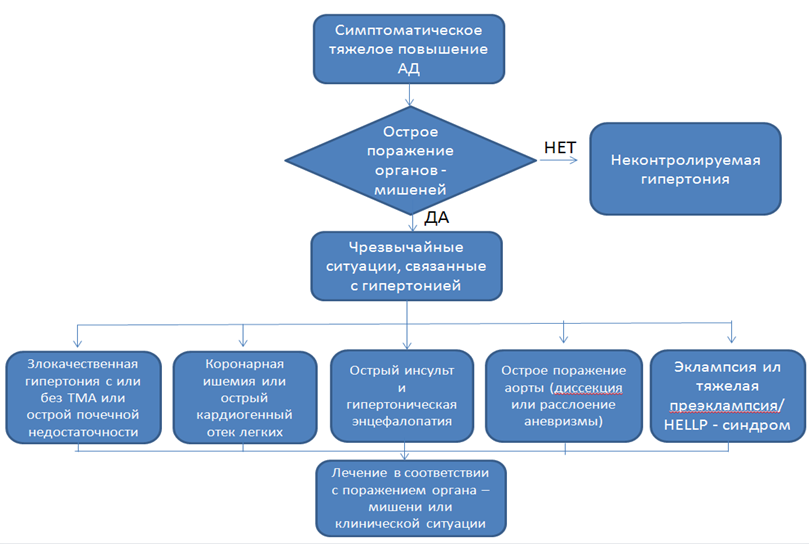 Симптоматическое
тяжелое повышение
АД
Острое
поражение
органов -
мишеней
НЕТ
Неконтролируемая
гипертония
ДА
Чрезвычайные
ситуации, связанные
с гипертонией
Злокачественная
гипертония с или
без ТМА или
острой почечной
недостаточности
Коронарная
ишемия или
острый
кардиогенный
отек легких
Острый инсульт
и
гипертоническая
энцефалопатия
Острое поражение
аорты (диссекция
или расслоение
аневризмы)
Эклампсия ил
тяжелая
преэклампсия/
HELLP - синдром
Лечение в соответствии
с поражением органа –
мишени или
клинической ситуации